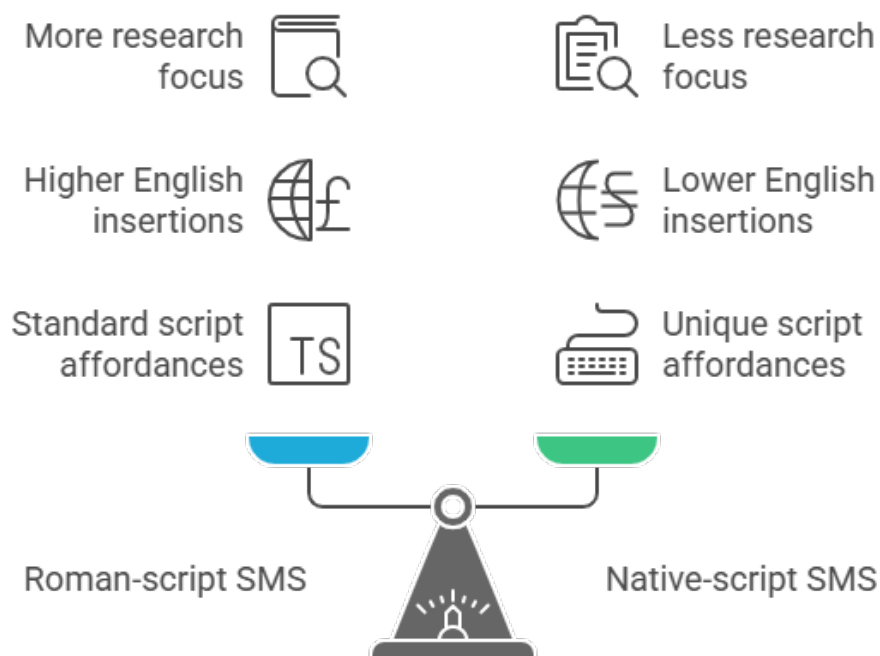 More research
focus
Less research
focus
Higher English
insertions
Lower English
insertions
Standard script
affordances
TS
Unique script
affordances
Roman-script SMS
Native-script SMS